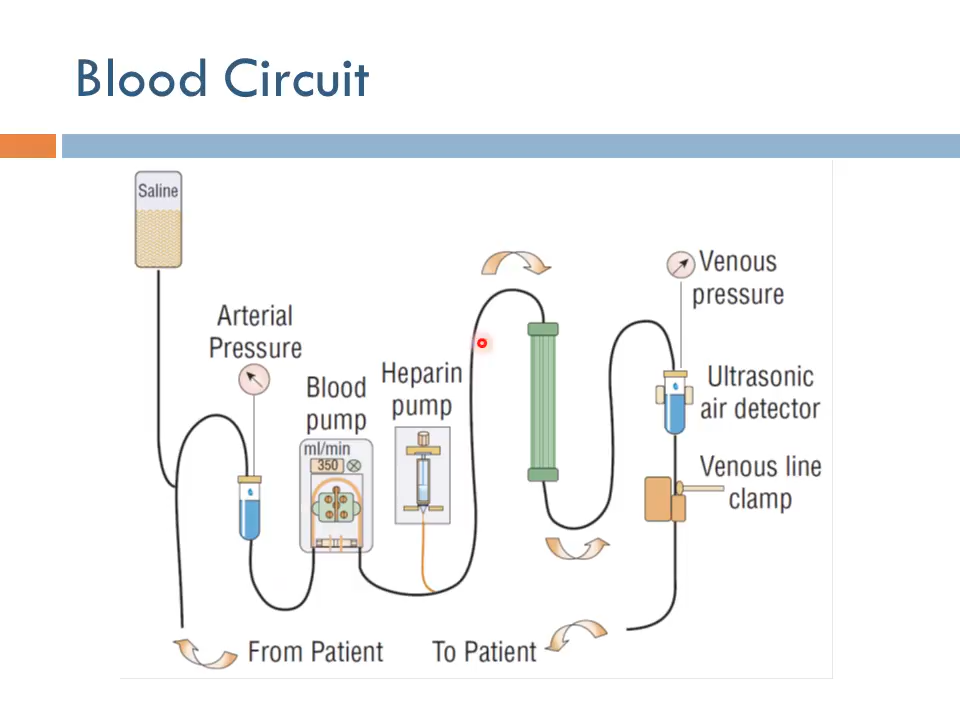 Blood Circuit
Saline
Arterial
Pressure
Blood
pump
ml/min
350
Heparin
pump
Venous
pressure
Ultrasonic
air detector
Venous line
clamp
From Patient
To Patient